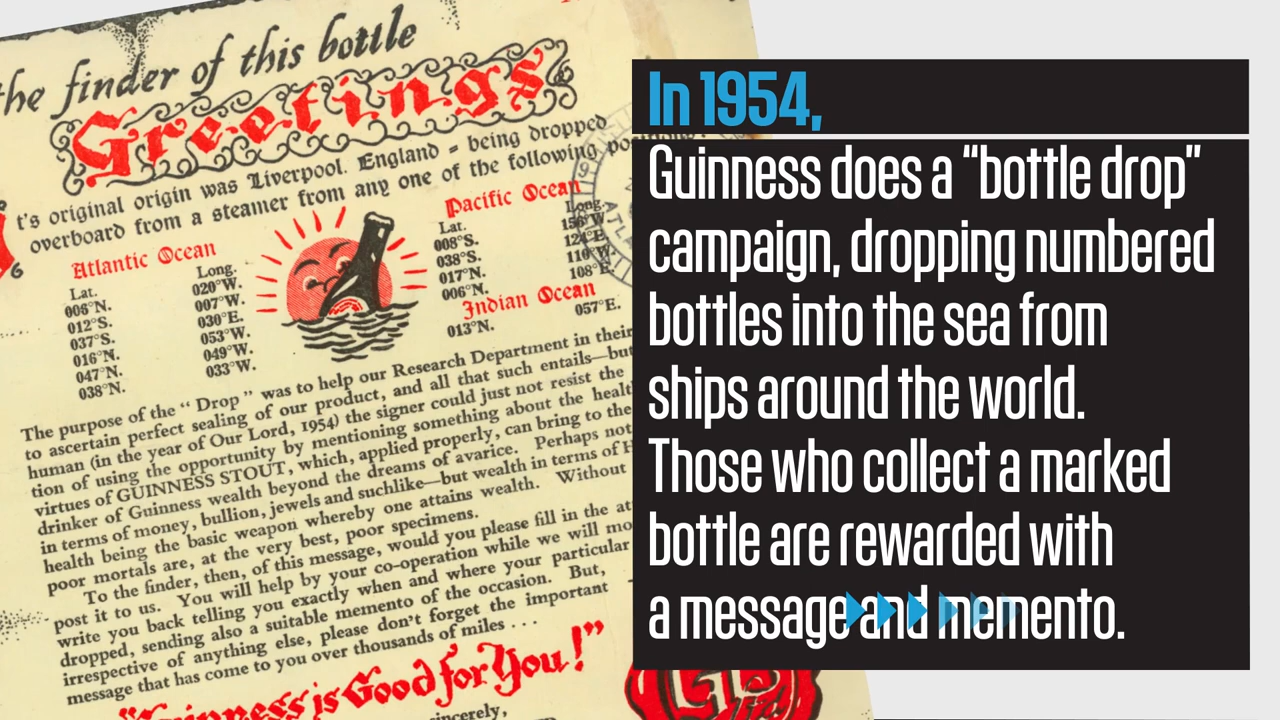 the finder of this bottle
Greetings
t's original origin was Liverpool. England - being dropped
overboard from a steamer from any one of the following positions:
Atlantic Ocean
Lat. Long.
008°N. 020°W.
012°S. 007°W.
037°S. 030°E.
016°N. 053°W.
047°N. 049°W.
038°N. 033°W.
Pacific Ocean
Lat. Long.
008°S. 156°W.
038°S. 124°E.
017°N. 110°W.
006°N. 108°E.
Indian Ocean
013°N. 057°E.
The purpose of the “ Drop ” was to help our Research Department in their
to ascertain perfect sealing of our product, and all that such entails—but
human (in the year of Our Lord, 1954) the signer could just not resist the
tion of using the opportunity by mentioning something about the health
virtues of GUINNESS STOUT, which, applied properly, can bring to the
drinker of Guinness wealth beyond the dreams of avarice. Perhaps not
in terms of money, bullion, jewels and suchlike—but wealth in terms of H
health being the basic weapon whereby one attains wealth. Without
poor mortals are, at the very best, poor specimens.
To the finder, then, of this message, would you please fill in the at
post it to us. You will help by your co-operation while we will mo
write you back telling you exactly when and where your particular
dropped, sending also a suitable memento of the occasion. But,
irrespective of anything else, please don't forget the important
message that has come to you over thousands of miles . . .
“Guinness is Good for You!”
sincerely,
In 1954,
Guinness does a “bottle drop”
campaign, dropping numbered
bottles into the sea from
ships around the world.
Those who collect a marked
bottle are rewarded with
a message and memento.